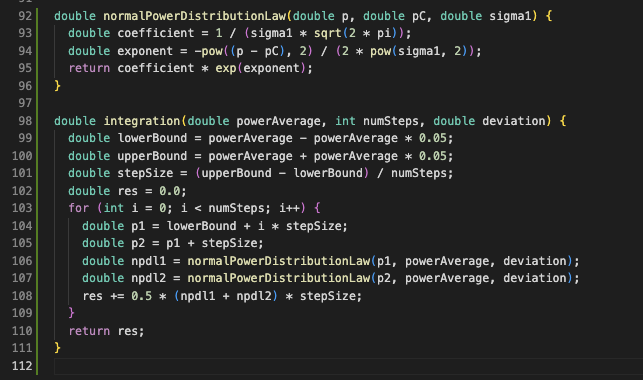 92 double normalPowerDistributionLaw(double p, double pC, double sigma1) {
93   double coefficient = 1 / (sigma1 * sqrt(2 * pi));
94   double exponent = -pow((p - pC), 2) / (2 * pow(sigma1, 2));
95   return coefficient * exp(exponent);
96 }
97
98 double integration(double powerAverage, int numSteps, double deviation) {
99   double lowerBound = powerAverage - powerAverage * 0.05;
100   double upperBound = powerAverage + powerAverage * 0.05;
101   double stepSize = (upperBound - lowerBound) / numSteps;
102   double res = 0.0;
103   for (int i = 0; i < numSteps; i++) {
104     double p1 = lowerBound + i * stepSize;
105     double p2 = p1 + stepSize;
106     double npdl1 = normalPowerDistributionLaw(p1, powerAverage, deviation);
107     double npdl2 = normalPowerDistributionLaw(p2, powerAverage, deviation);
108     res += 0.5 * (npdl1 + npdl2) * stepSize;
109   }
110   return res;
111 }
112